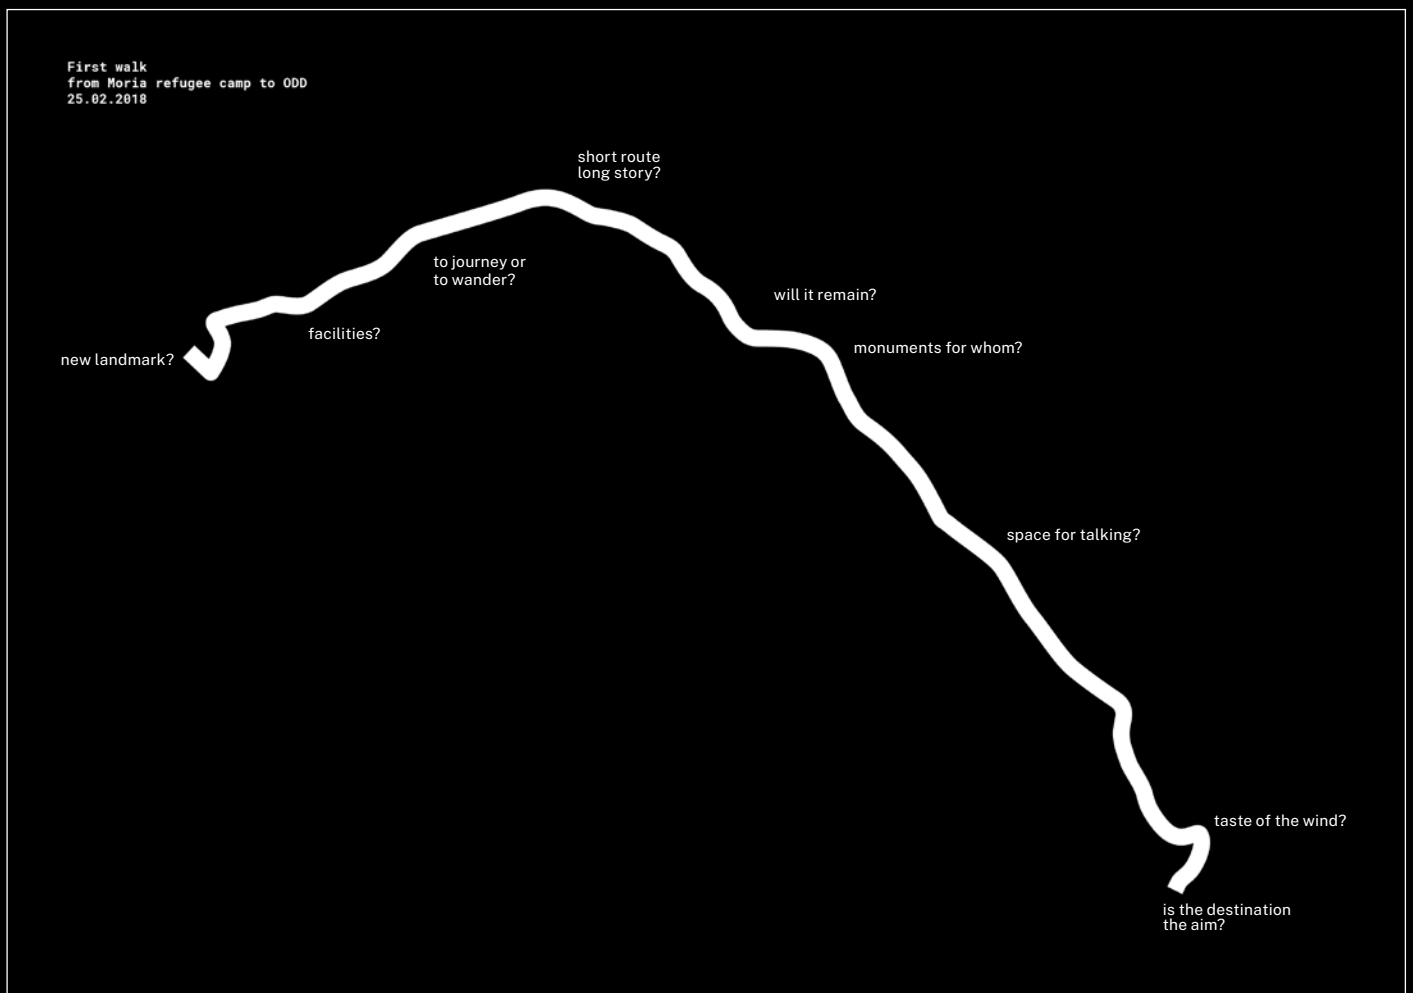 First walk
from Moria refugee camp to ODD
25.02.2018
short route
long story?
to journey or
to wander?
will it remain?
facilities?
monuments for whom?
new landmark?
space for talking?
taste of the wind?
is the destination
the aim?